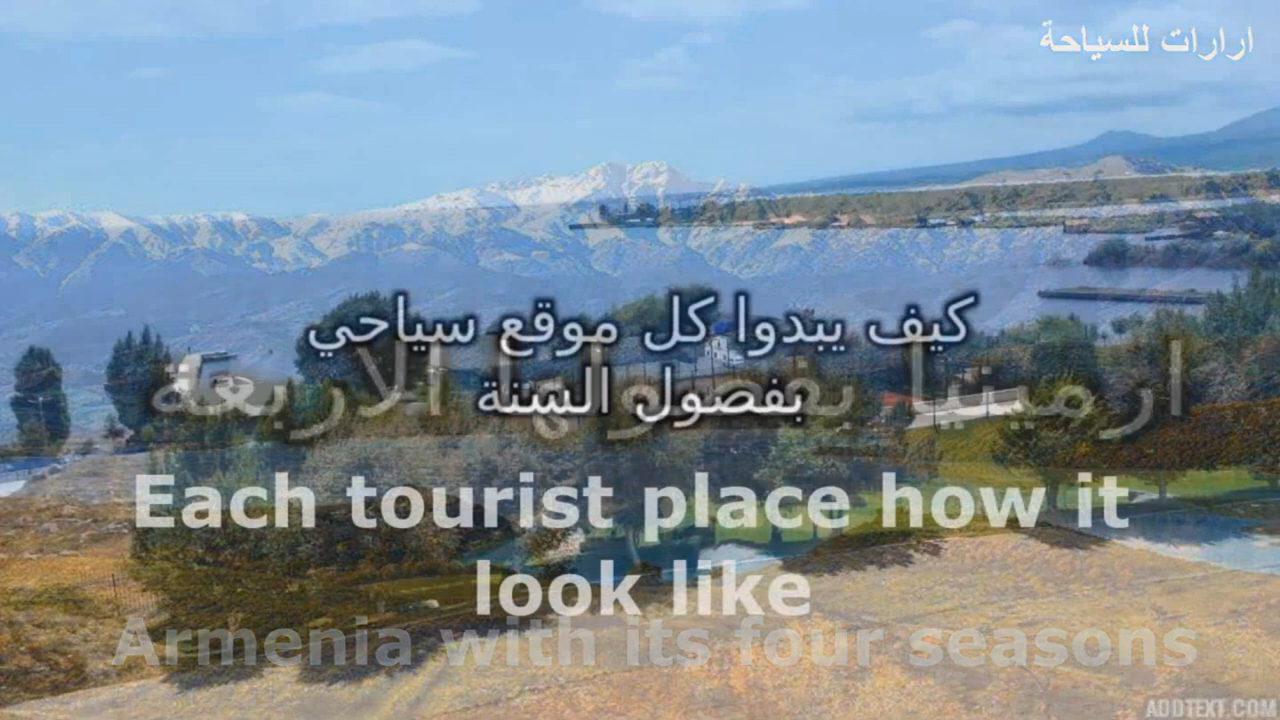 ارارات للسياحة
كيف يبدوا كل موقع سياحي
ارمينيا بفصولها الاربعة
بفصول السنة
Each tourist place how it
look like
Armenia with its four seasons
ADDTEXT.COM